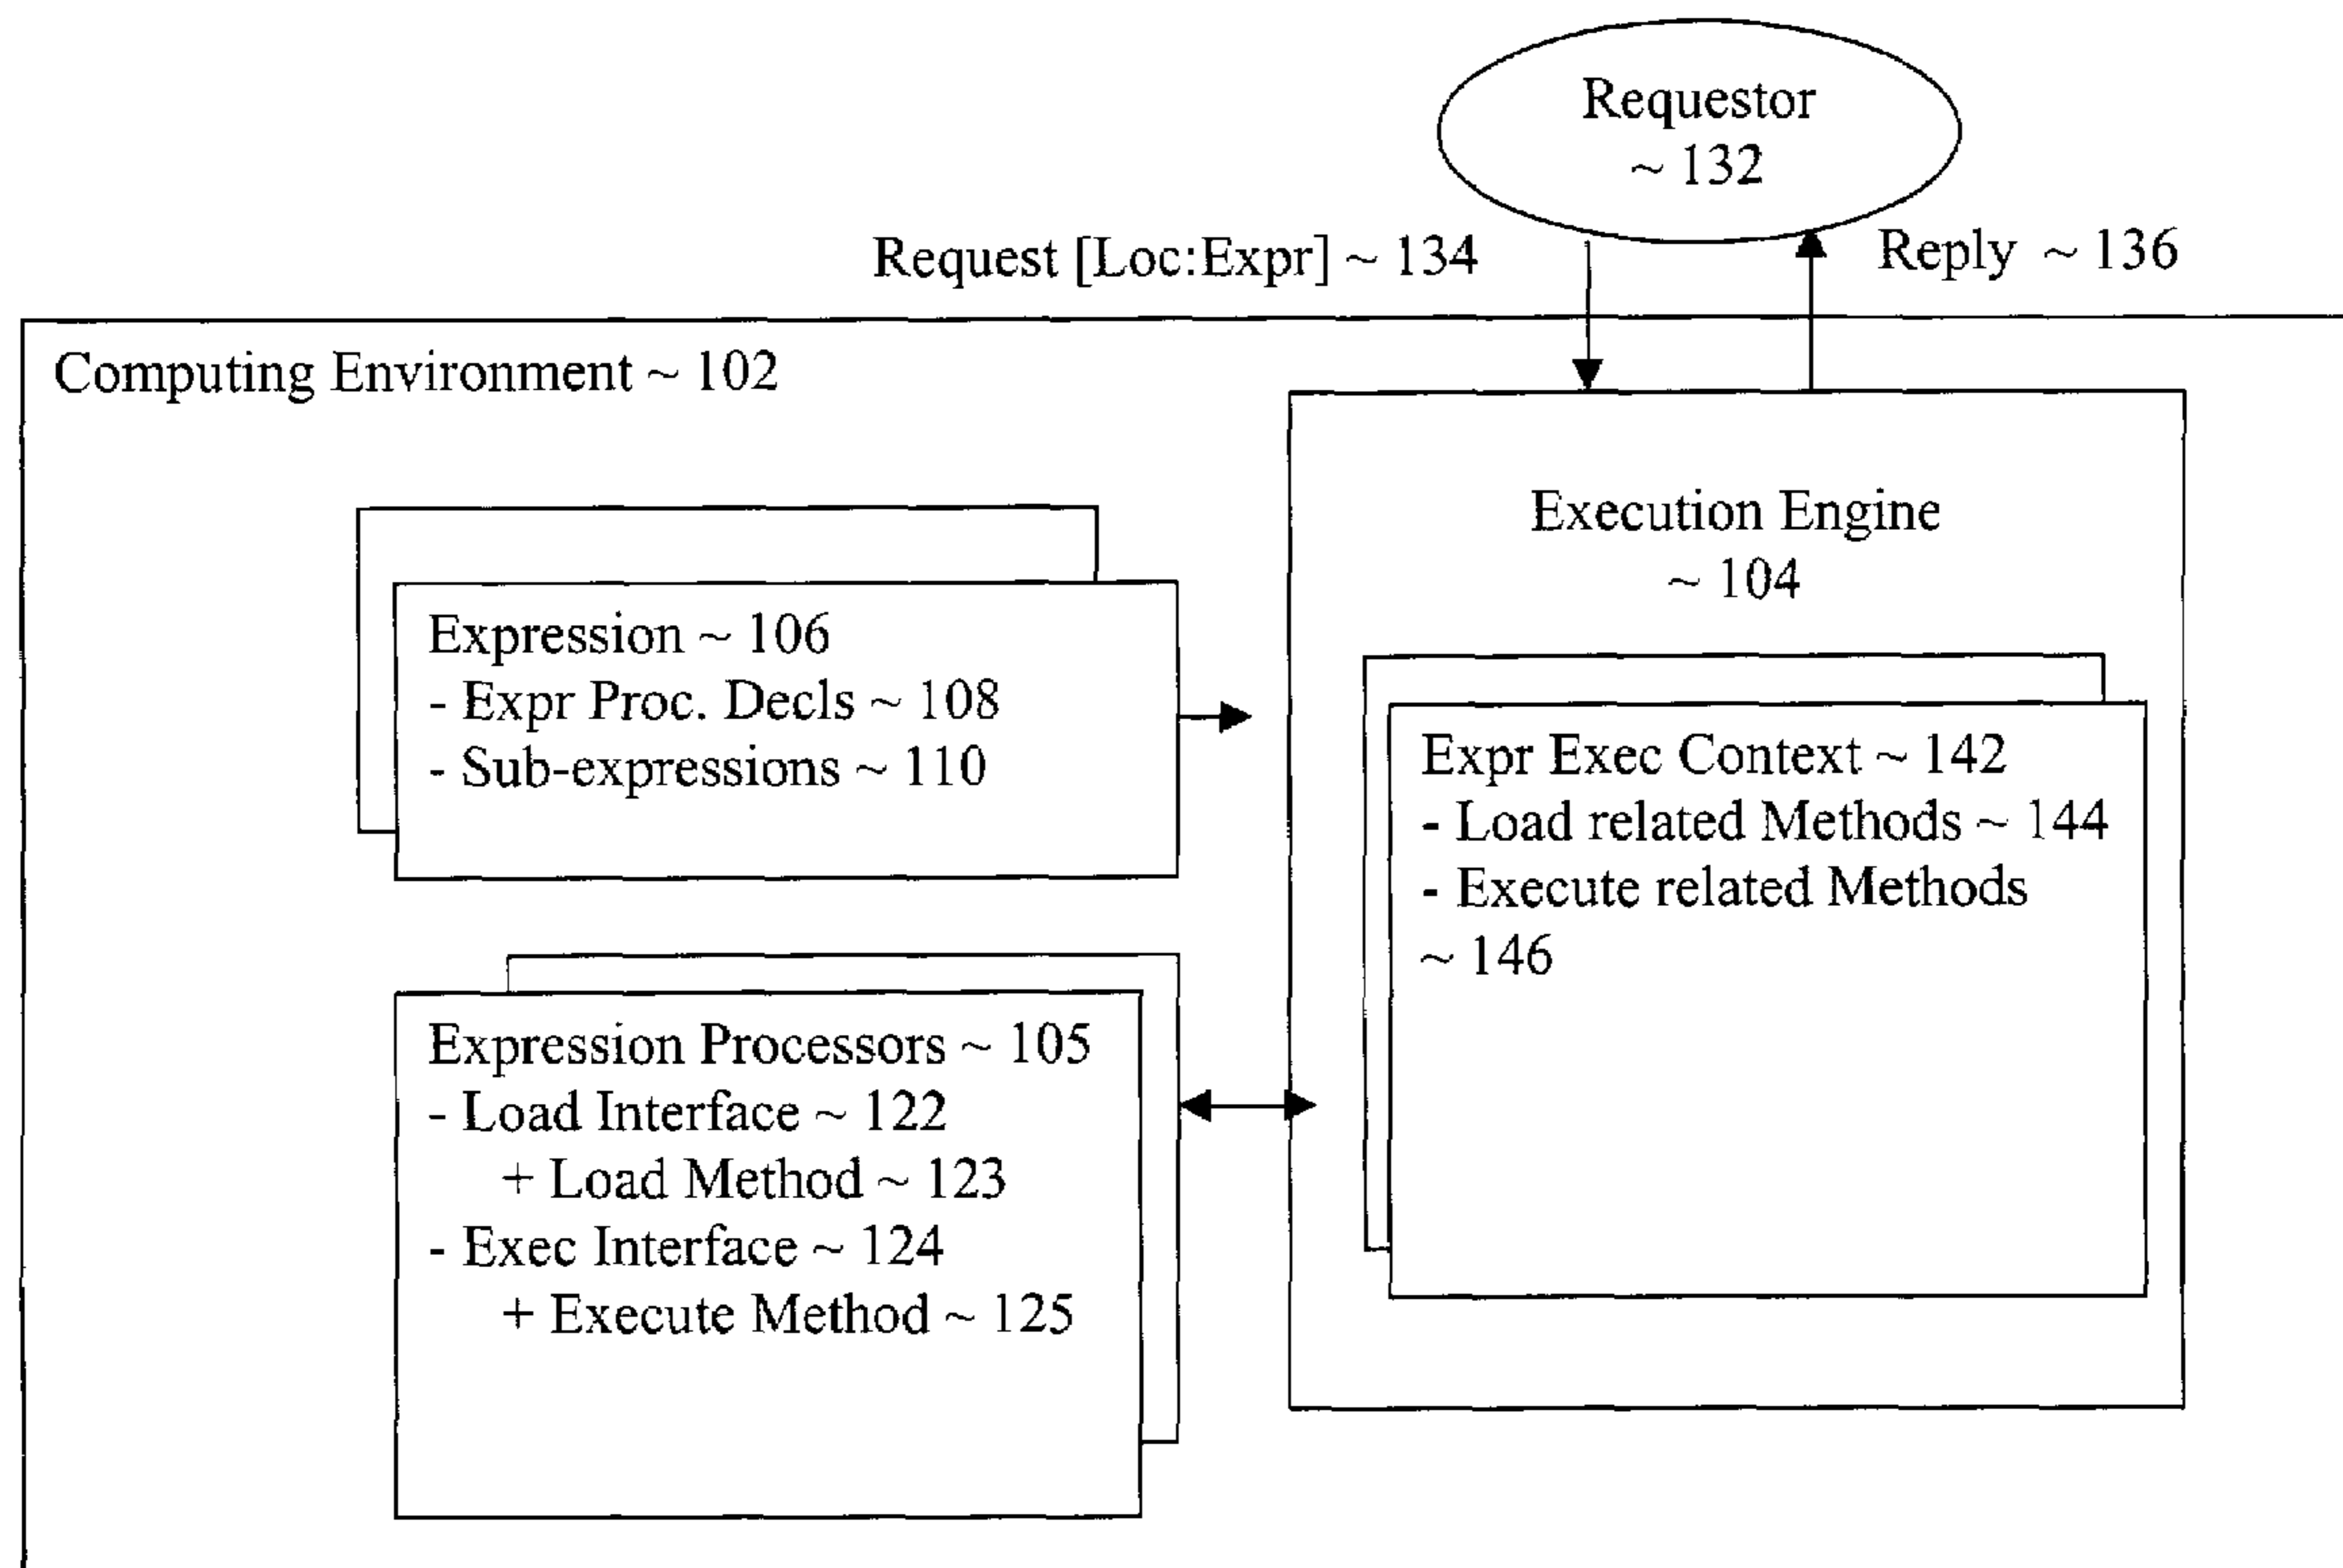 Requestor
~ 132
Request [Loc:Expr] ~ 134
Reply ~ 136
Computing Environment ~ 102
Execution Engine
~ 104
Expression ~ 106
- Expr Proc. Decls ~ 108
- Sub-expressions ~ 110
Expr Exec Context ~ 142
- Load related Methods ~ 144
- Execute related Methods
~ 146
Expression Processors ~ 105
- Load Interface ~ 122
+ Load Method ~ 123
- Exec Interface ~ 124
+ Execute Method ~ 125